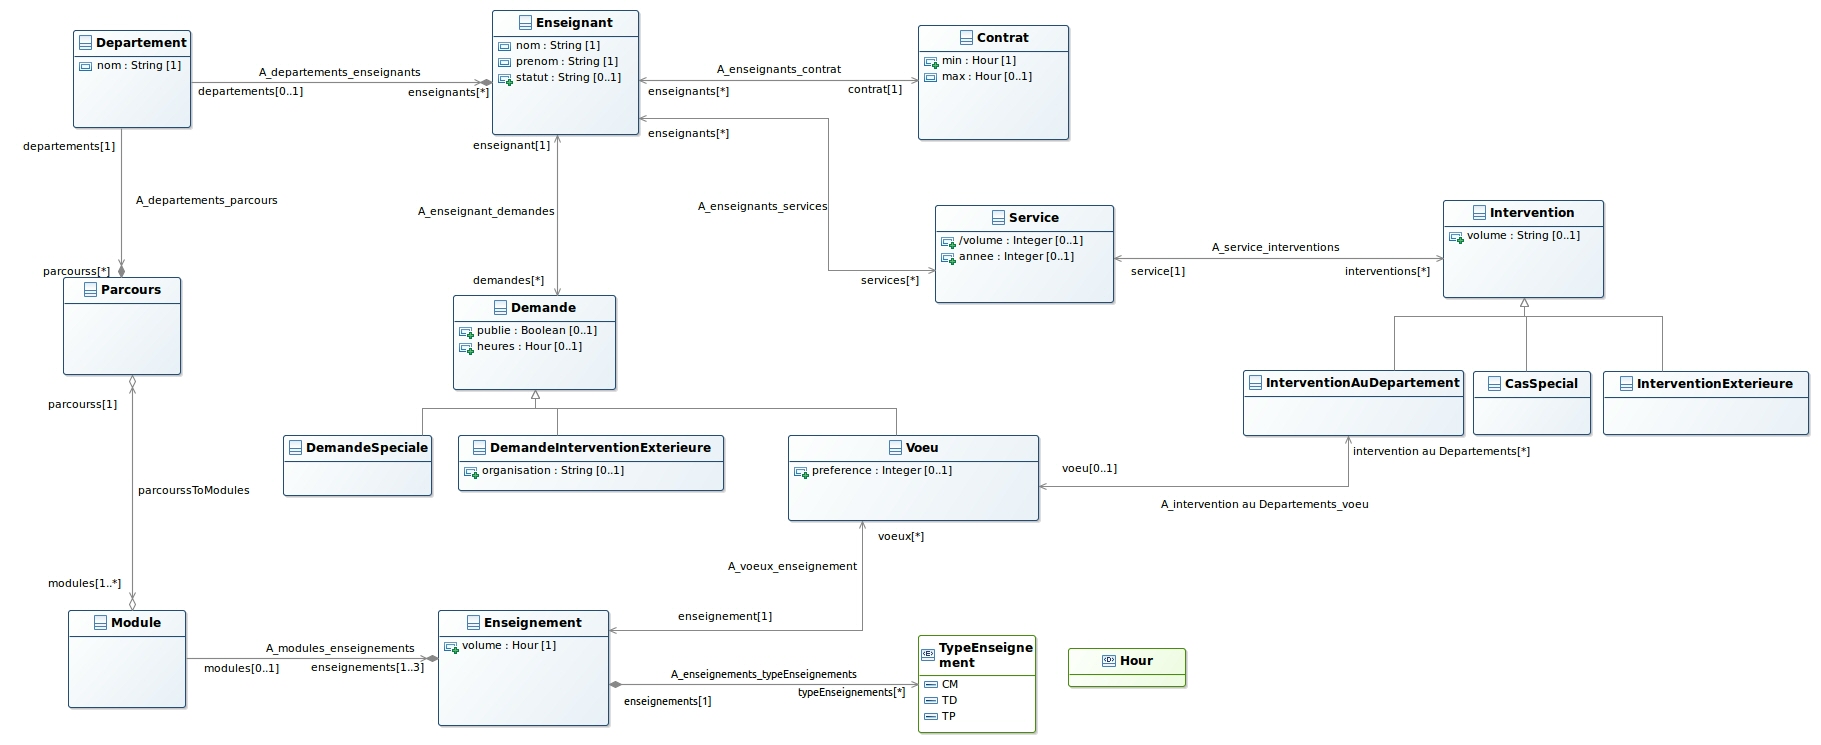 Departement
nom : String [1]
A_departements_enseignants
departements[0..1]
enseignants[*]
Enseignant
nom : String [1]
prenom : String [1]
statut : String [0..1]
A_enseignants_contrat
enseignants[*]
contrat[1]
Contrat
min : Hour [1]
max : Hour [0..1]
departements[1]
A_departements_parcours
parcourss[*]
Parcours
enseignant[1]
A_enseignant_demandes
demandes[*]
enseignants[*]
A_enseignants_services
services[*]
Service
/volume : Integer [0..1]
annee : Integer [0..1]
A_service_interventions
service[1]
interventions[*]
Intervention
volume : String [0..1]
Demande
publie : Boolean [0..1]
heures : Hour [0..1]
InterventionAuDepartement
CasSpecial
InterventionExterieure
parcourss[1]
parcourssToModules
modules[1..*]
DemandeSpeciale
DemandeInterventionExterieure
organisation : String [0..1]
Voeu
preference : Integer [0..1]
intervention au Departements[*]
voeu[0..1]
A_intervention au Departements_voeu
voeux[*]
A_voeux_enseignement
enseignement[1]
Module
A_modules_enseignements
modules[0..1]
enseignements[1..3]
Enseignement
volume : Hour [1]
A_enseignements_typeEnseignements
enseignements[1]
typeEnseignements[*]
TypeEnseigne
ment
CM
TD
TP
Hour